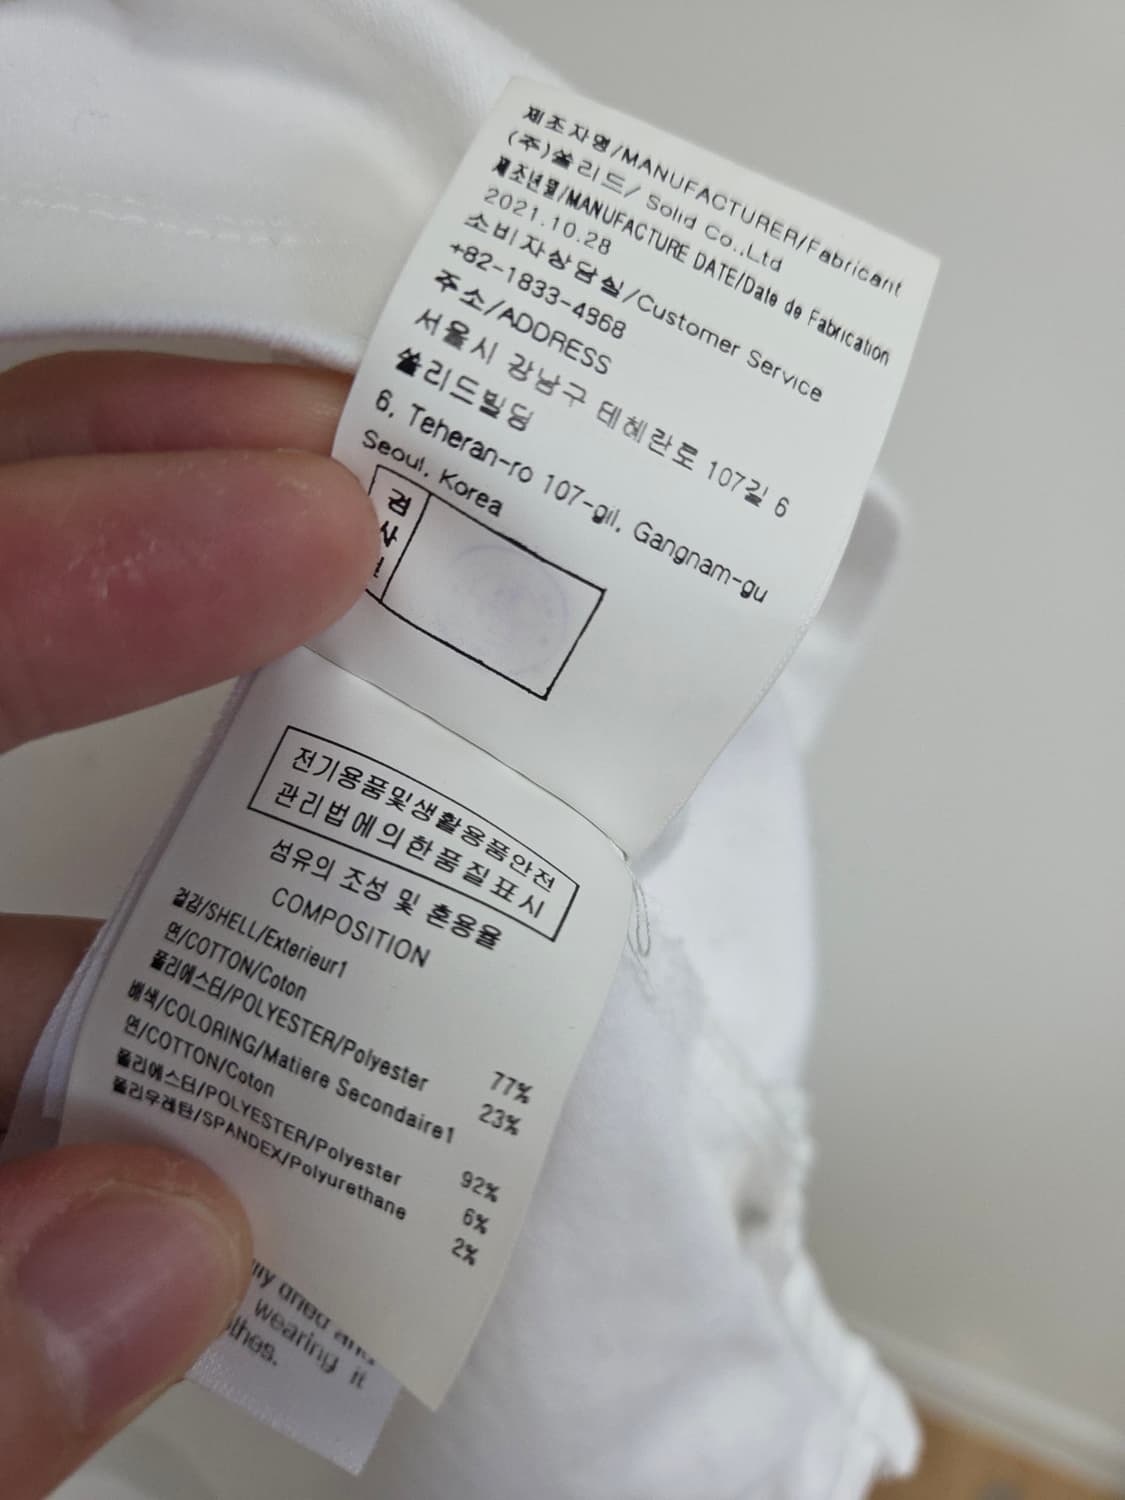 제조자명/MANUFACTURER/Fabricant
(주)쏠리드/ Solid Co.,Ltd
제조년월/MANUFACTURE DATE/Date de Fabrication
2021.10.28
소비자상담실/Customer Service
+82-1833-4968
주소/ADDRESS
서울시 강남구 테헤란로 107길 6
쏠리드빌딩
6, Teheran-ro 107-gil, Gangnam-gu
Seoul, Korea
검
사
전기용품및생활용품안전
관리법에의한품질표시
섬유의 조성 및 혼용율
COMPOSITION
겉감/SHELL/Exterieur1
면/COTTON/Coton 77%
폴리에스터/POLYESTER/Polyester 23%
배색/COLORING/Matiere Secondaire1
면/COTTON/Coton 92%
폴리에스터/POLYESTER/Polyester 6%
폴리우레탄/SPANDEX/Polyurethane 2%
wearing it